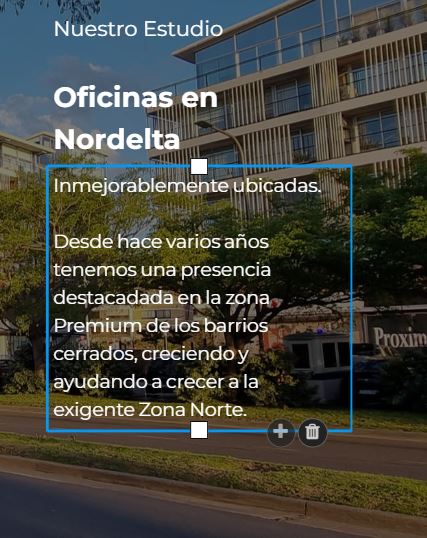 Nuestro Estudio
Oficinas en
Nordelta
Inmejorablemente ubicadas.
Desde hace varios años
tenemos una presencia
destacadada en la zona
Premium de los barrios
cerrados, creciendo y
ayudando a crecer a la
exigente Zona Norte.
Proxim